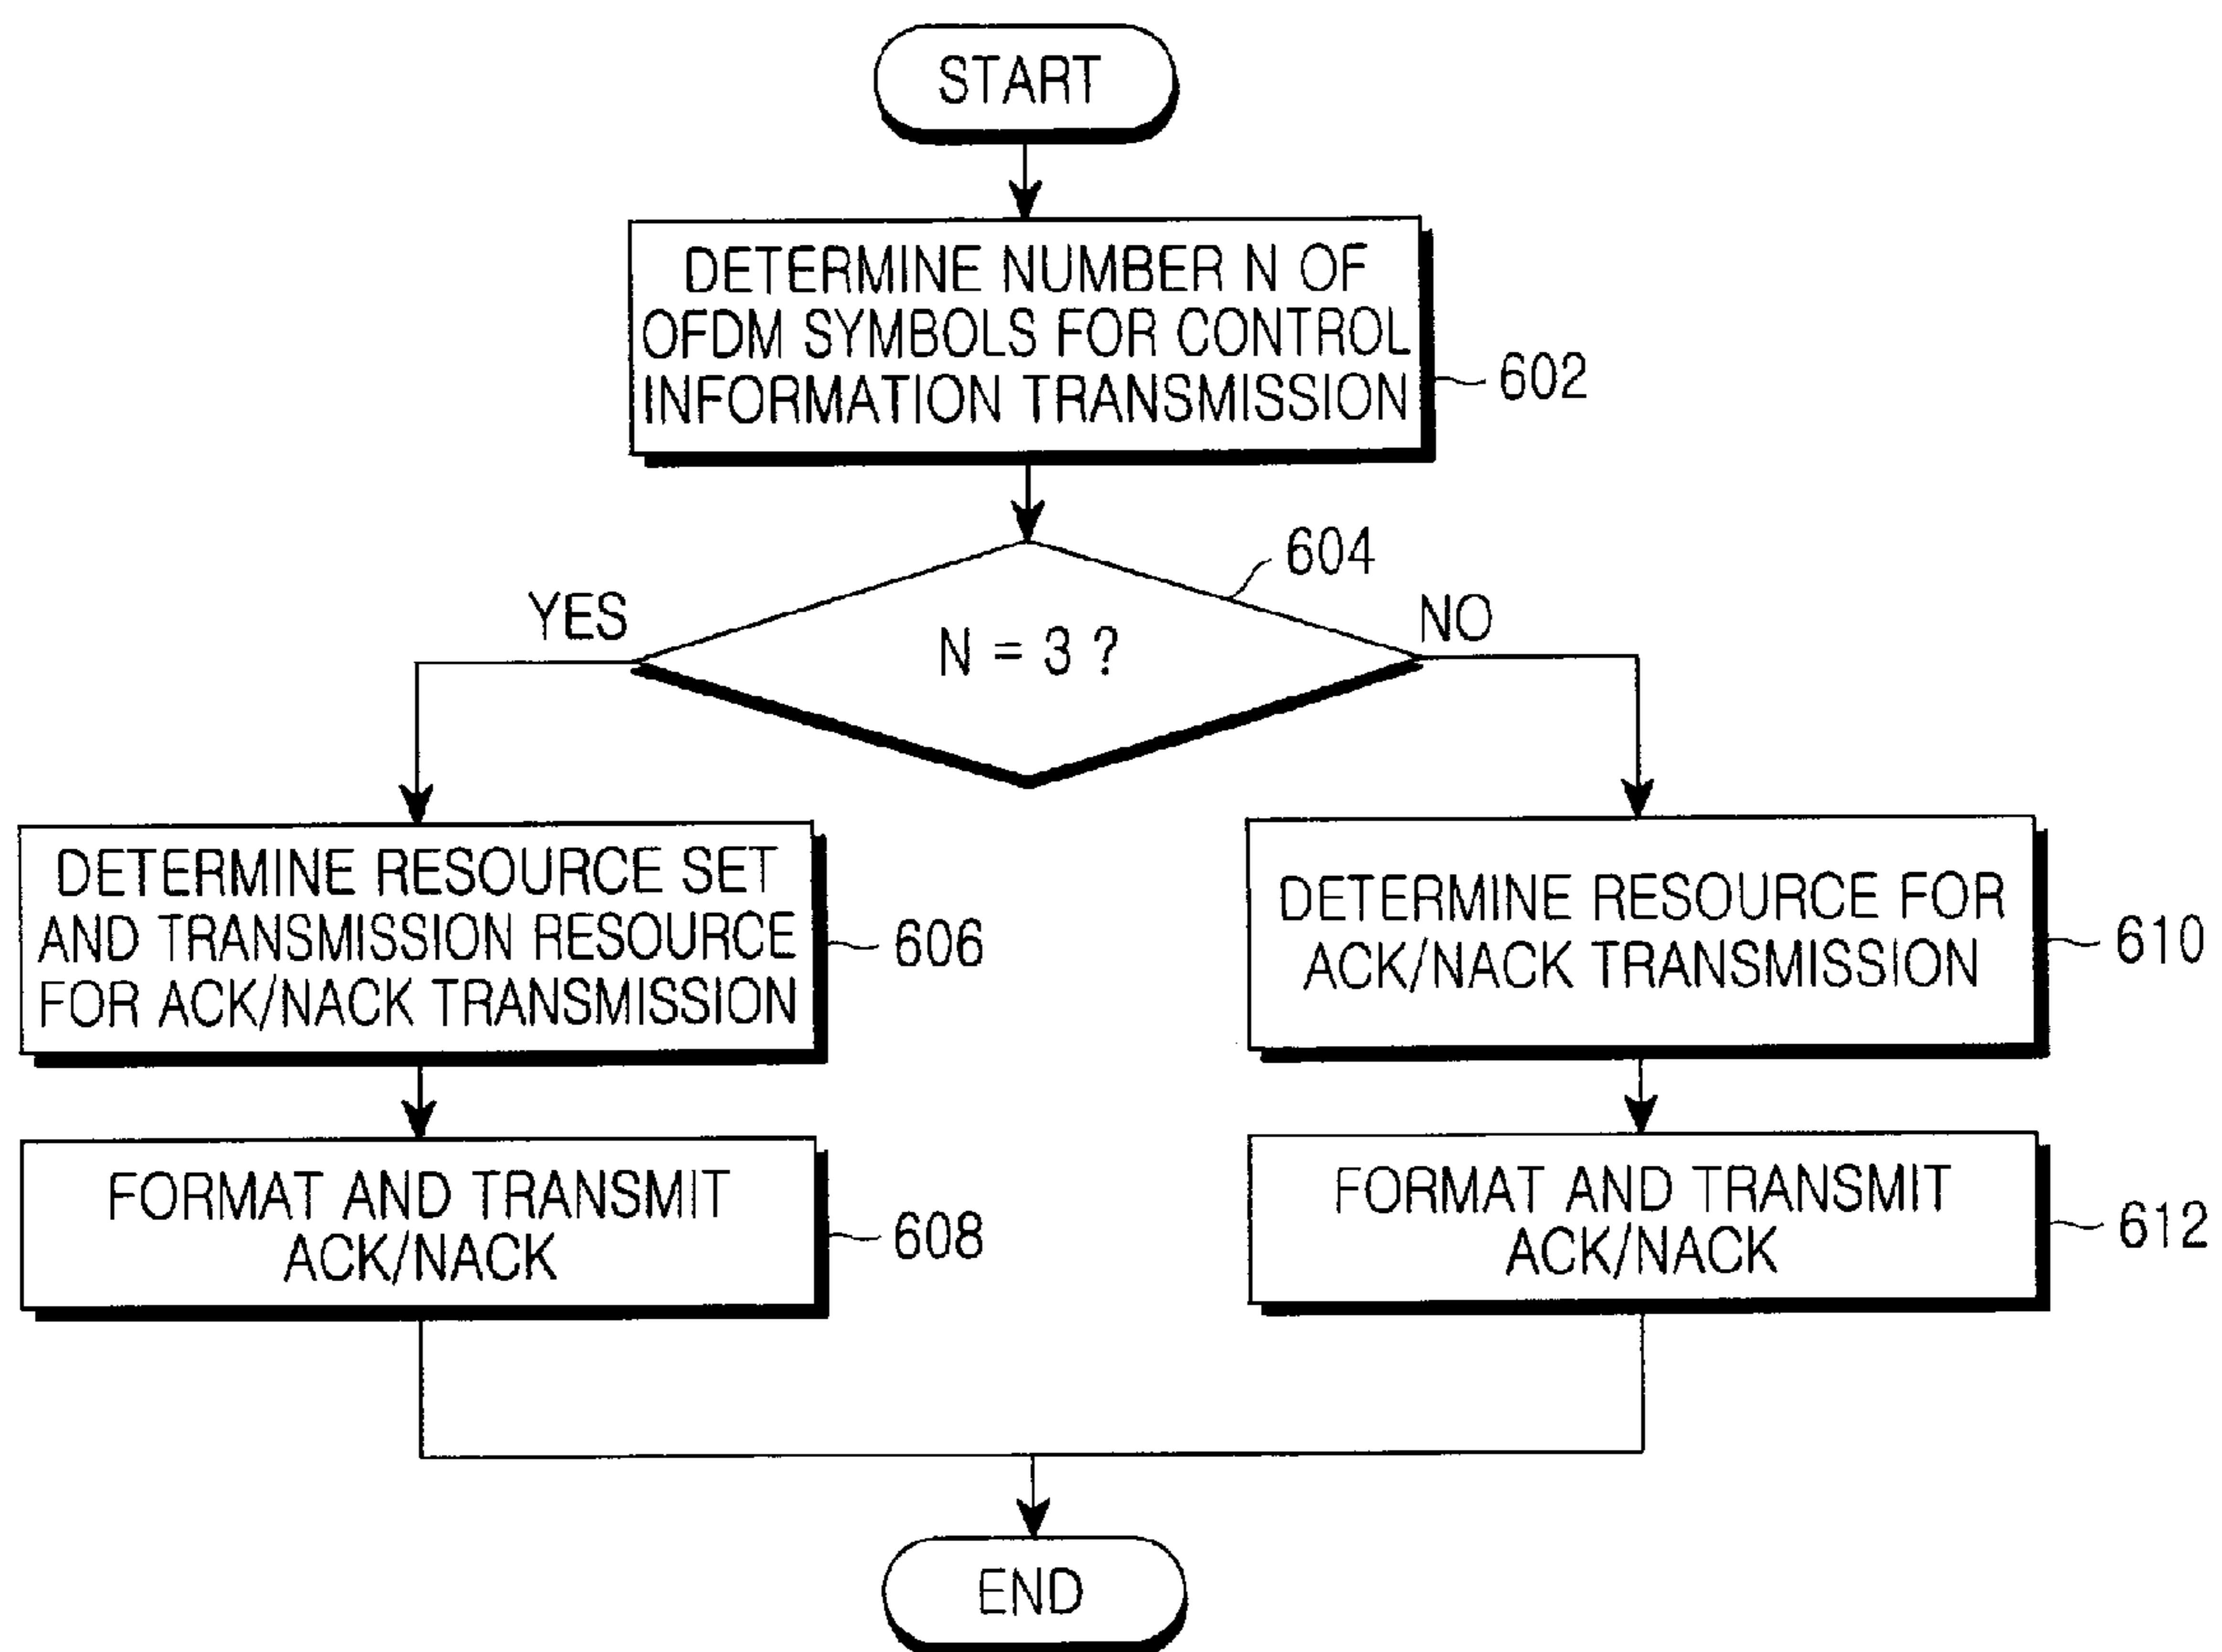 START
DETERMINE NUMBER N OF
OFDM SYMBOLS FOR CONTROL
INFORMATION TRANSMISSION
602
604
YES
N = 3 ?
NO
DETERMINE RESOURCE SET
AND TRANSMISSION RESOURCE
FOR ACK/NACK TRANSMISSION
606
DETERMINE RESOURCE FOR
ACK/NACK TRANSMISSION
610
FORMAT AND TRANSMIT
ACK/NACK
608
FORMAT AND TRANSMIT
ACK/NACK
612
END